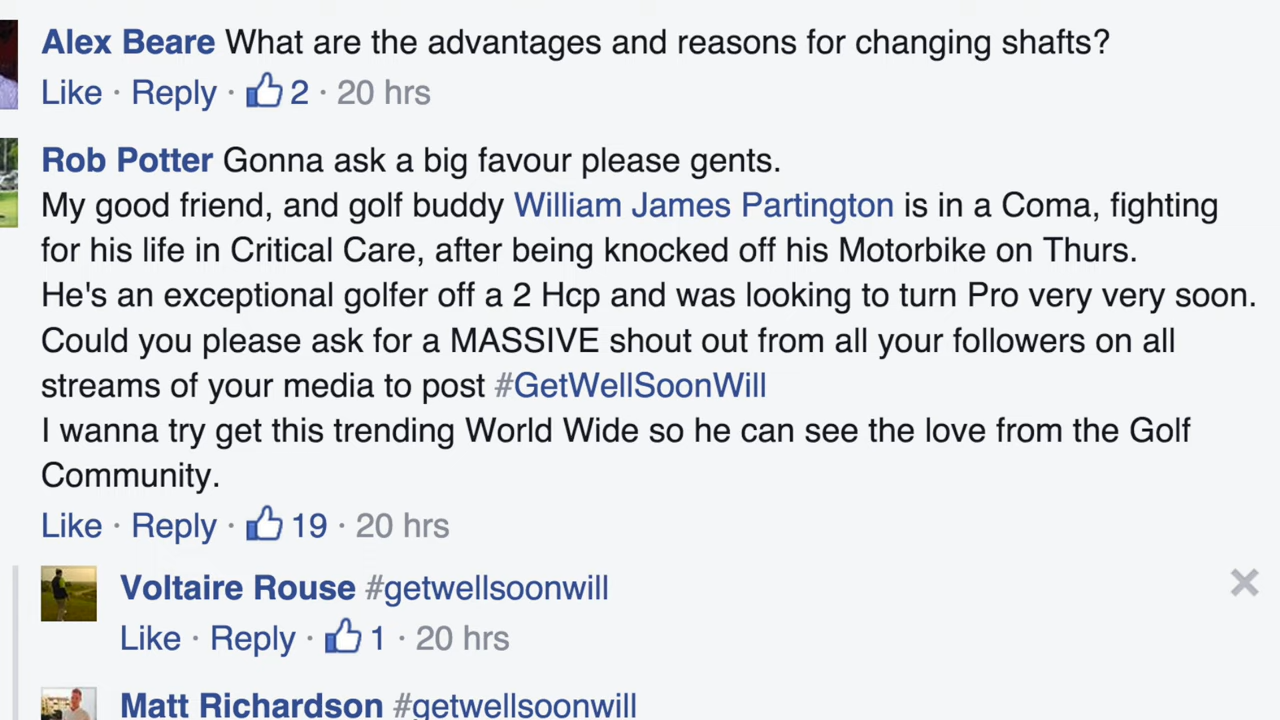 Alex Beare What are the advantages and reasons for changing shafts?
Like · Reply · 2 · 20 hrs
Rob Potter Gonna ask a big favour please gents.
My good friend, and golf buddy William James Partington is in a Coma, fighting
for his life in Critical Care, after being knocked off his Motorbike on Thurs.
He's an exceptional golfer off a 2 Hcp and was looking to turn Pro very very soon.
Could you please ask for a MASSIVE shout out from all your followers on all
streams of your media to post #GetWellSoonWill
I wanna try get this trending World Wide so he can see the love from the Golf
Community.
Like · Reply · 19 · 20 hrs
Voltaire Rouse #getwellsoonwill
Like · Reply · 1 · 20 hrs
Matt Richardson #getwellsoonwill